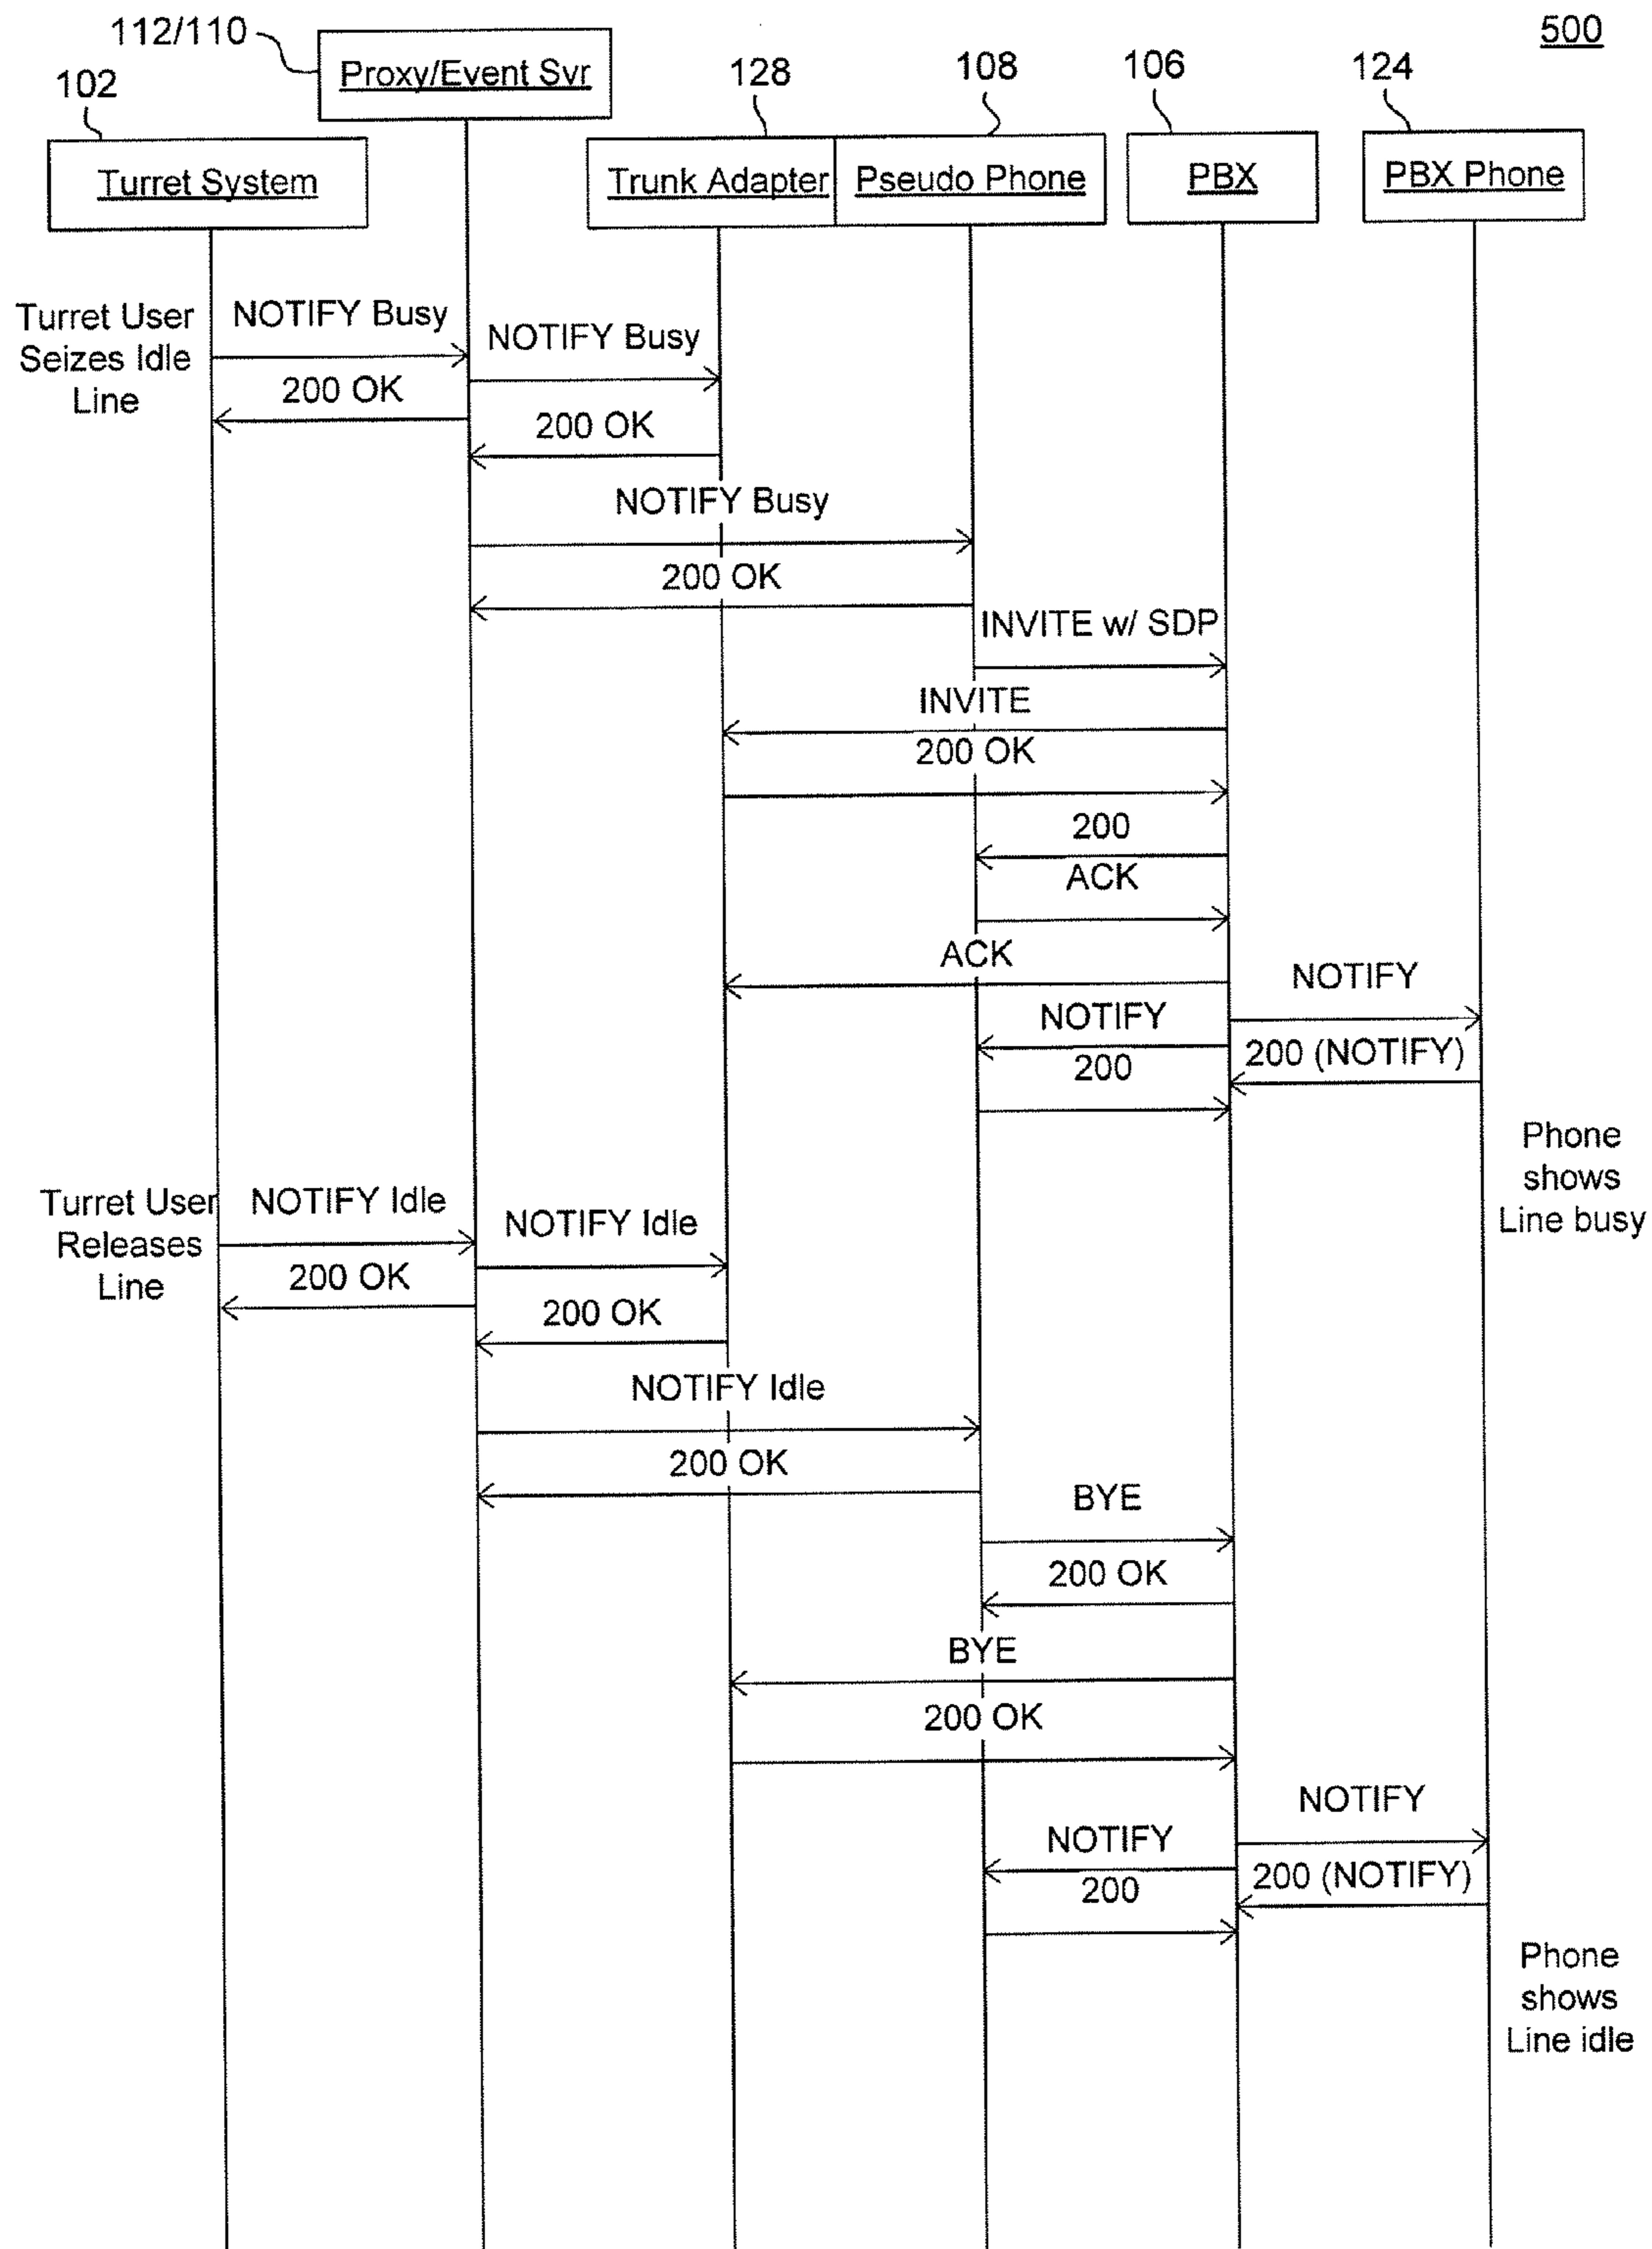 112/110
500
Proxy/Event Svr
102
128
108
106
124
Turret System
Trunk Adapter
Pseudo Phone
PBX
PBX Phone
Turret User
Seizes Idle
Line
NOTIFY Busy
NOTIFY Busy
200 OK
200 OK
NOTIFY Busy
200 OK
INVITE w/ SDP
INVITE
200 OK
200
ACK
ACK
NOTIFY
NOTIFY
200 (NOTIFY)
200
Phone
shows
Line busy
Turret User
Releases
Line
NOTIFY Idle
NOTIFY Idle
200 OK
200 OK
NOTIFY Idle
200 OK
BYE
200 OK
BYE
200 OK
NOTIFY
NOTIFY
200 (NOTIFY)
200
Phone
shows
Line idle